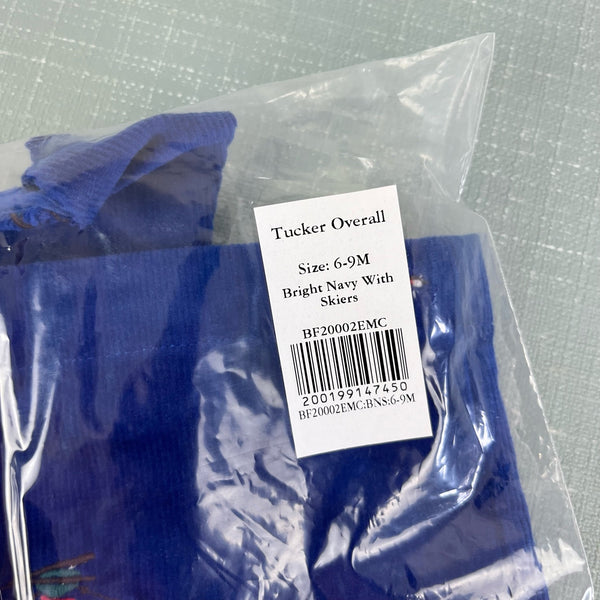 Tucker Overall
Size: 6-9M
Bright Navy With
Skiers
BF20002EMC
200199147450
BF20002EMC:BNS:6-9M